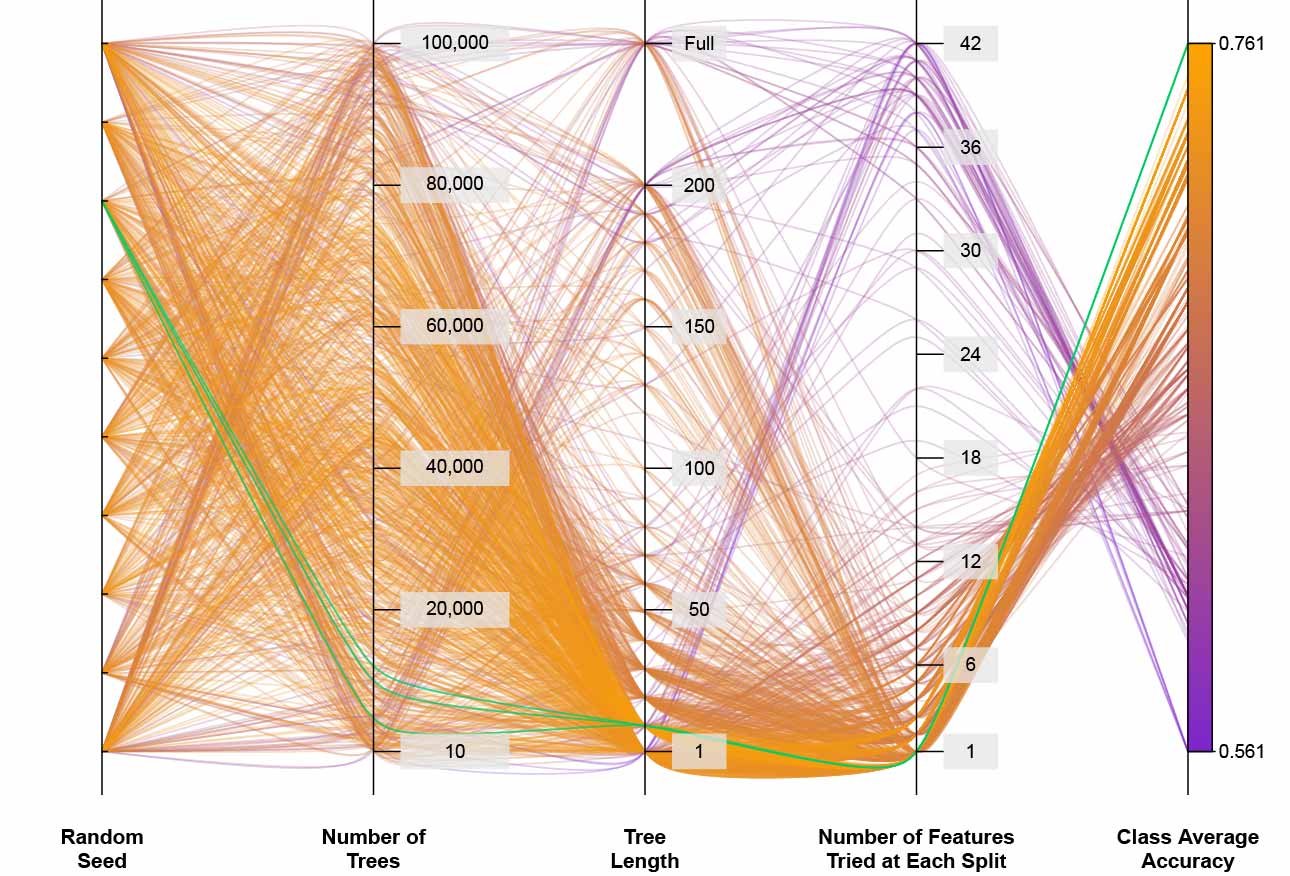 100,000
Full
42
0.761
36
80,000
200
30
60,000
150
24
40,000
100
18
12
20,000
50
6
10
1
1
0.561
Random
Seed
Number of
Trees
Tree
Length
Number of Features
Tried at Each Split
Class Average
Accuracy